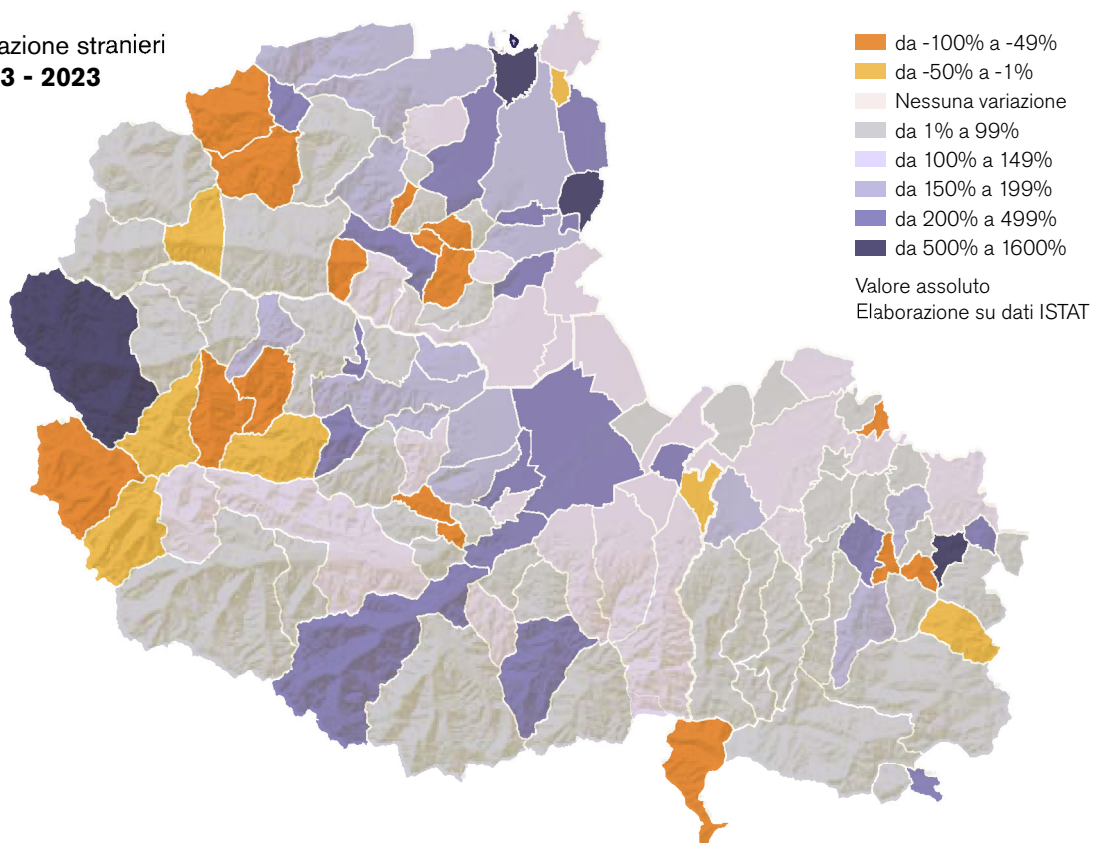 azione stranieri
3 - 2023
da -100% a -49%
da -50% a -1%
Nessuna variazione
da 1% a 99%
da 100% a 149%
da 150% a 199%
da 200% a 499%
da 500% a 1600%
Valore assoluto
Elaborazione su dati ISTAT